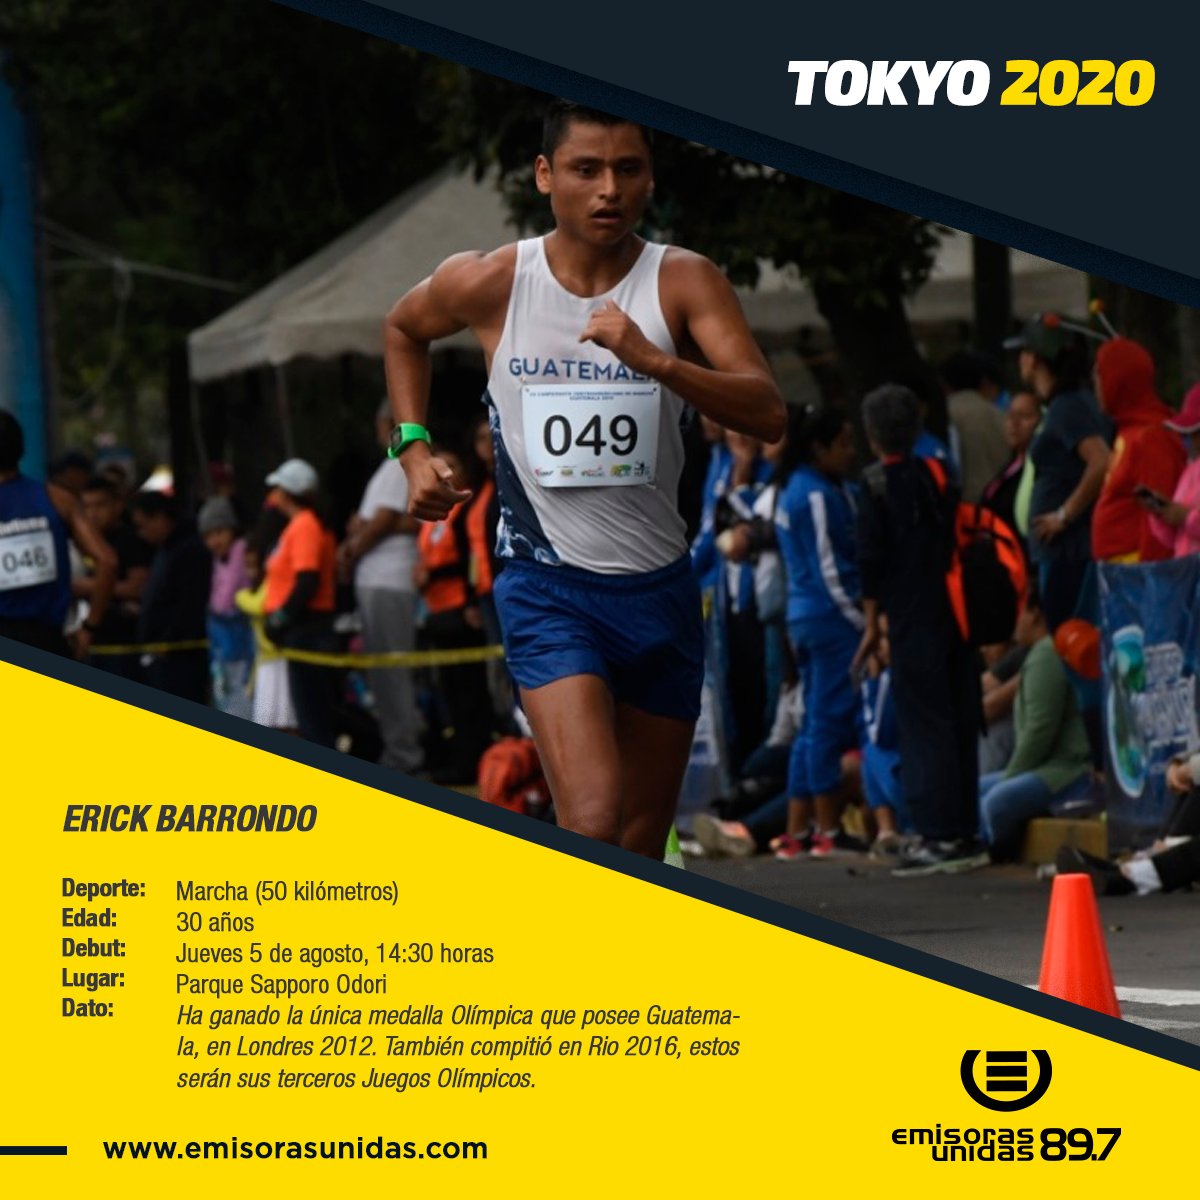 TOKYO 2020
GUATEMALA
049
046
ERICK BARRONDO
Deporte: Marcha (50 kilómetros)
Edad: 30 años
Debut: Jueves 5 de agosto, 14:30 horas
Lugar: Parque Sapporo Odori
Dato: Ha ganado la única medalla Olímpica que posee Guatema-
la, en Londres 2012. También compitió en Rio 2016, estos
serán sus terceros Juegos Olímpicos.
www.emisorasunidas.com
emisoras
unidas 89.7